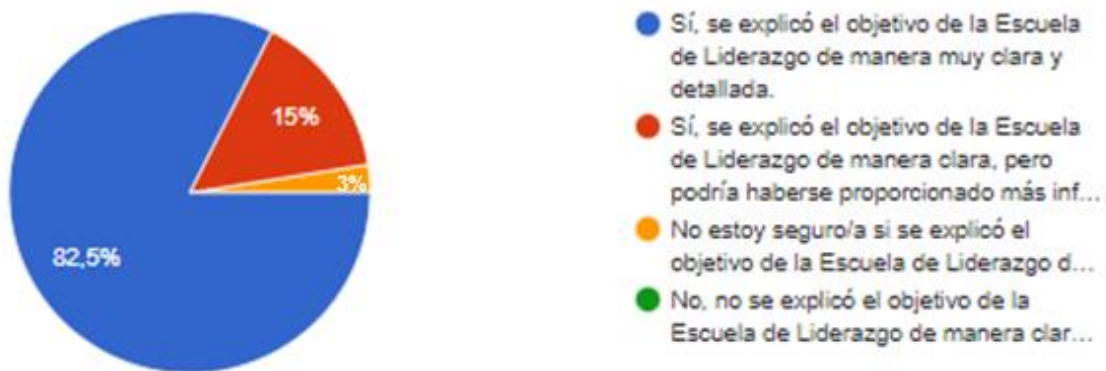 82,5%
15%
3%
Sí, se explicó el objetivo de la Escuela
de Liderazgo de manera muy clara y
detallada.
Sí, se explicó el objetivo de la Escuela
de Liderazgo de manera clara, pero
podría haberse proporcionado más inf...
No estoy seguro/a si se explicó el
objetivo de la Escuela de Liderazgo d...
No, no se explicó el objetivo de la
Escuela de Liderazgo de manera clar...